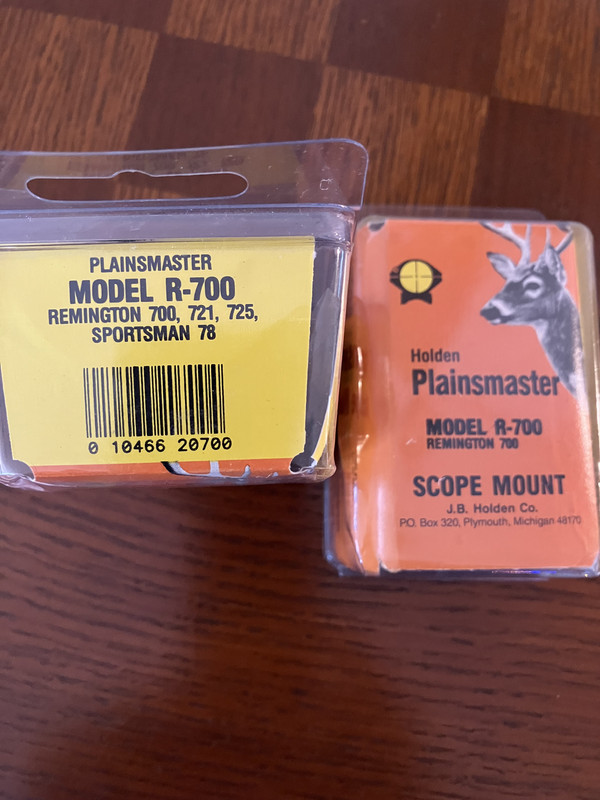 PLAINSMASTER
MODEL R-700
REMINGTON 700, 721, 725,
SPORTSMAN 78
0 10466 20700
Holden
Plainsmaster
MODEL R-700
REMINGTON 700
SCOPE MOUNT
J.B. Holden Co.
P.O. Box 320, Plymouth, Michigan 48170